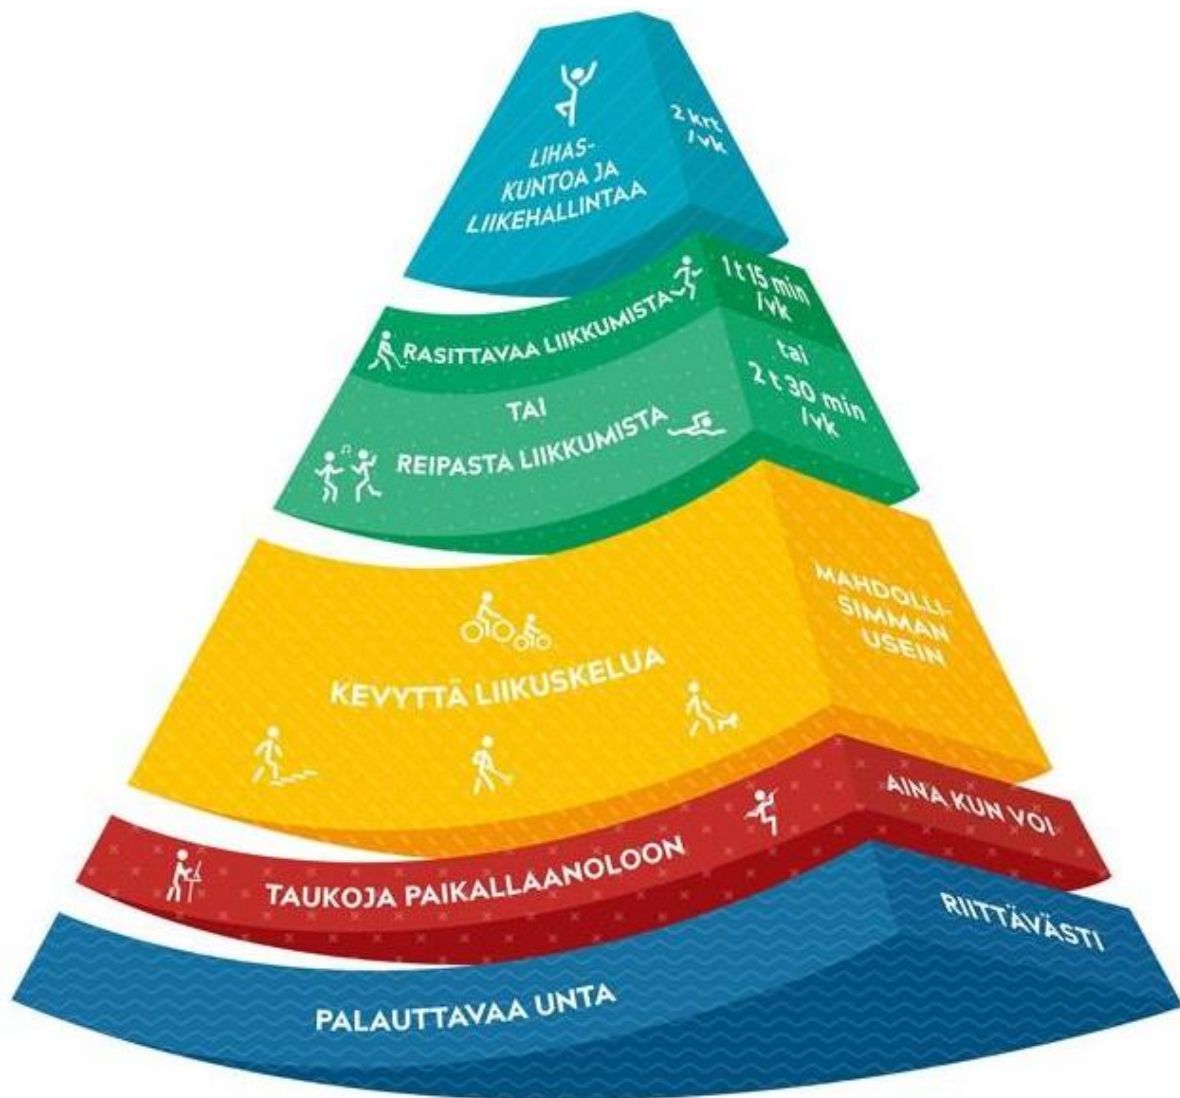 LIHAS-
KUNTOA JA
LIIKEHALLINTAA
2 krt
/vk
RASITTAVAA LIIKKUMISTA
1 t 15 min
/vk
TAI
REIPASTA LIIKKUMISTA
tai
2 t 30 min
/vk
KEVYTTÄ LIIKUSKELUA
MAHDOLLI-
SIMMAN
USEIN
TAUKOJA PAIKALLAANOLOON
AINA KUN VOI
PALAUTTAVAA UNTA
RIITTÄVÄSTI